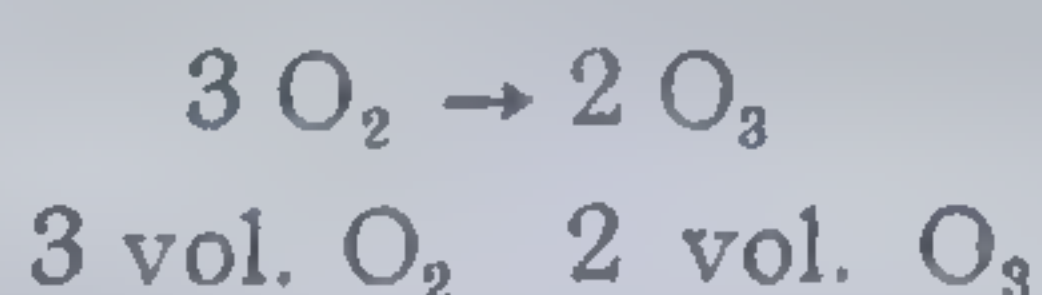 3 O₂ → 2 O₃
3 vol. O₂ 2 vol. O₃